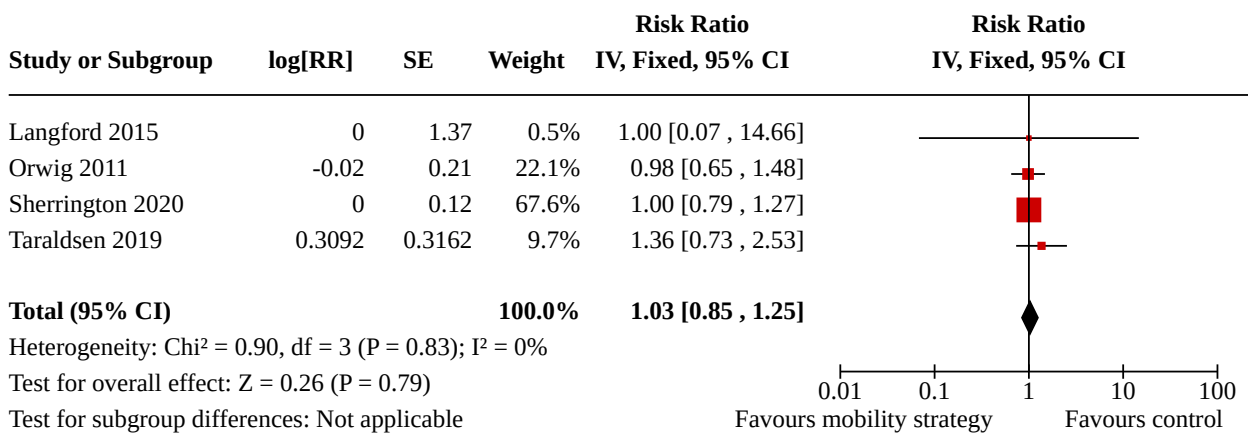 Risk Ratio Risk Ratio
Study or Subgroup log[RR] SE Weight IV, Fixed, 95% CI IV, Fixed, 95% CI
Langford 2015 0 1.37 0.5% 1.00 [0.07 , 14.66]
Orwig 2011 -0.02 0.21 22.1% 0.98 [0.65 , 1.48]
Sherrington 2020 0 0.12 67.6% 1.00 [0.79 , 1.27]
Taraldsen 2019 0.3092 0.3162 9.7% 1.36 [0.73 , 2.53]
Total (95% CI) 100.0% 1.03 [0.85 , 1.25]
Heterogeneity: Chi² = 0.90, df = 3 (P = 0.83); I² = 0%
Test for overall effect: Z = 0.26 (P = 0.79)
0.01 0.1 1 10 100
Test for subgroup differences: Not applicable Favours mobility strategy Favours control